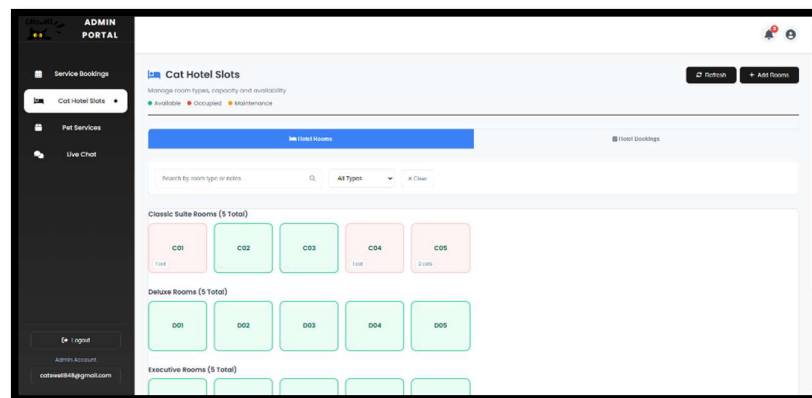 ADMIN
PORTAL
Service Bookings
Cat Hotel Slots
Pet Services
Live Chat
Logout
Admin Account
catswell848@gmail.com
Cat Hotel Slots
Manage room types, capacity and availability
Available Occupied Maintenance
Refresh
+ Add Rooms
Hotel Rooms
Hotel Bookings
Search by room type or notes
All Types
× Clear
Classic Suite Rooms (5 Total)
C01 C02 C03 C04 C05
1 cat 1 cat 2 cats
Deluxe Rooms (5 Total)
D01 D02 D03 D04 D05
Executive Rooms (5 Total)